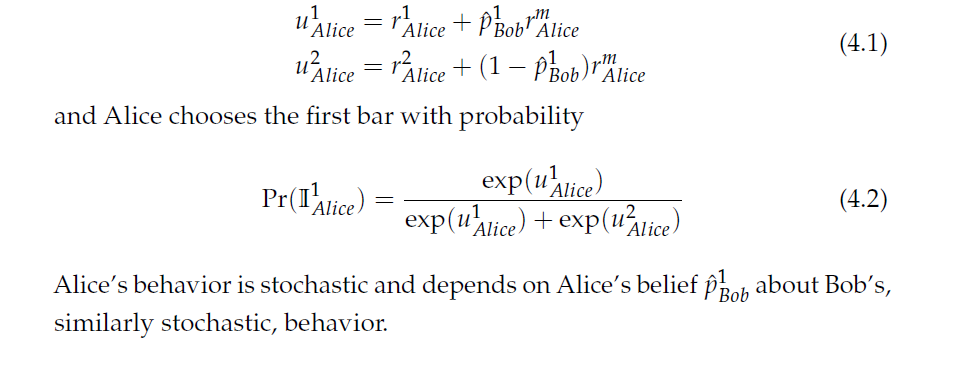 u^1_{Alice} = r^1_{Alice} + p̂^1_{Bob} r^m_{Alice}
u^2_{Alice} = r^2_{Alice} + (1 − p̂^1_{Bob}) r^m_{Alice}
(4.1)
and Alice chooses the first bar with probability
Pr(𝕀^1_{Alice}) = exp(u^1_{Alice}) / (exp(u^1_{Alice}) + exp(u^2_{Alice})) (4.2)
Alice's behavior is stochastic and depends on Alice's belief p̂^1_{Bob} about Bob's,
similarly stochastic, behavior.